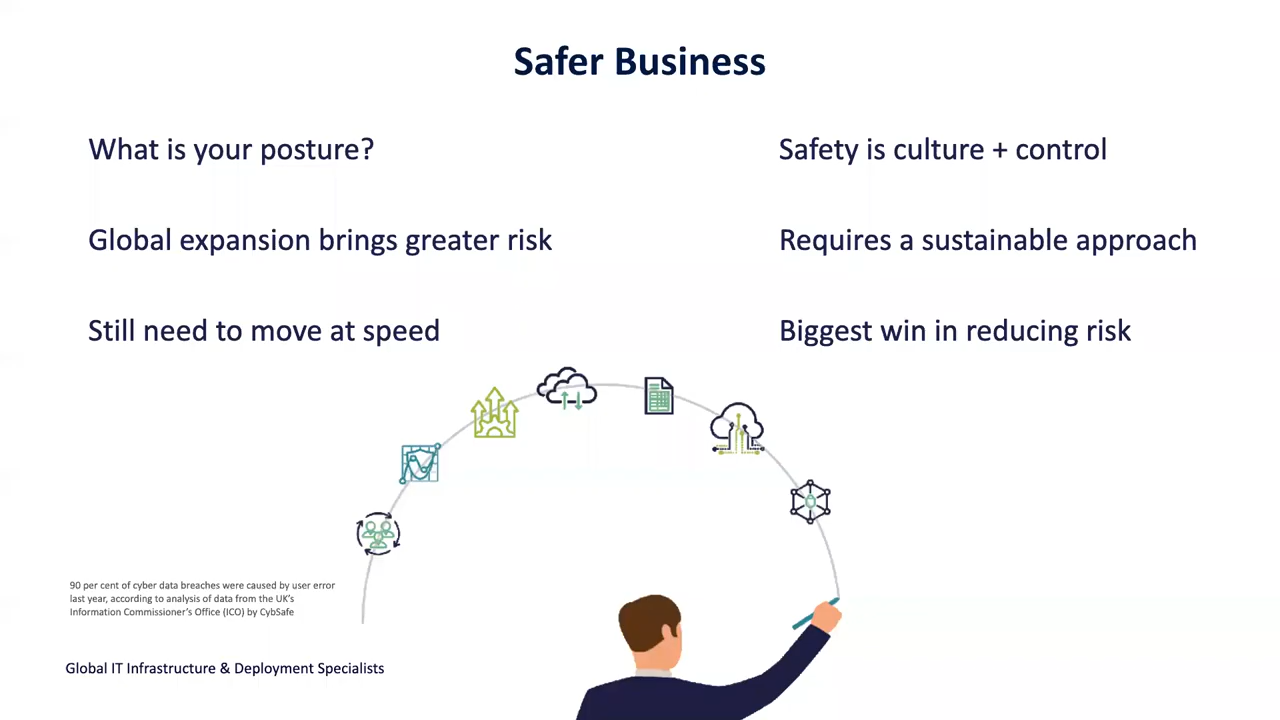 Safer Business
What is your posture?
Global expansion brings greater risk
Still need to move at speed
Safety is culture + control
Requires a sustainable approach
Biggest win in reducing risk
90 per cent of cyber data breaches were caused by user error
last year, according to analysis of data from the UK's
Information Commissioner's Office (ICO) by CybSafe
Global IT Infrastructure & Deployment Specialists